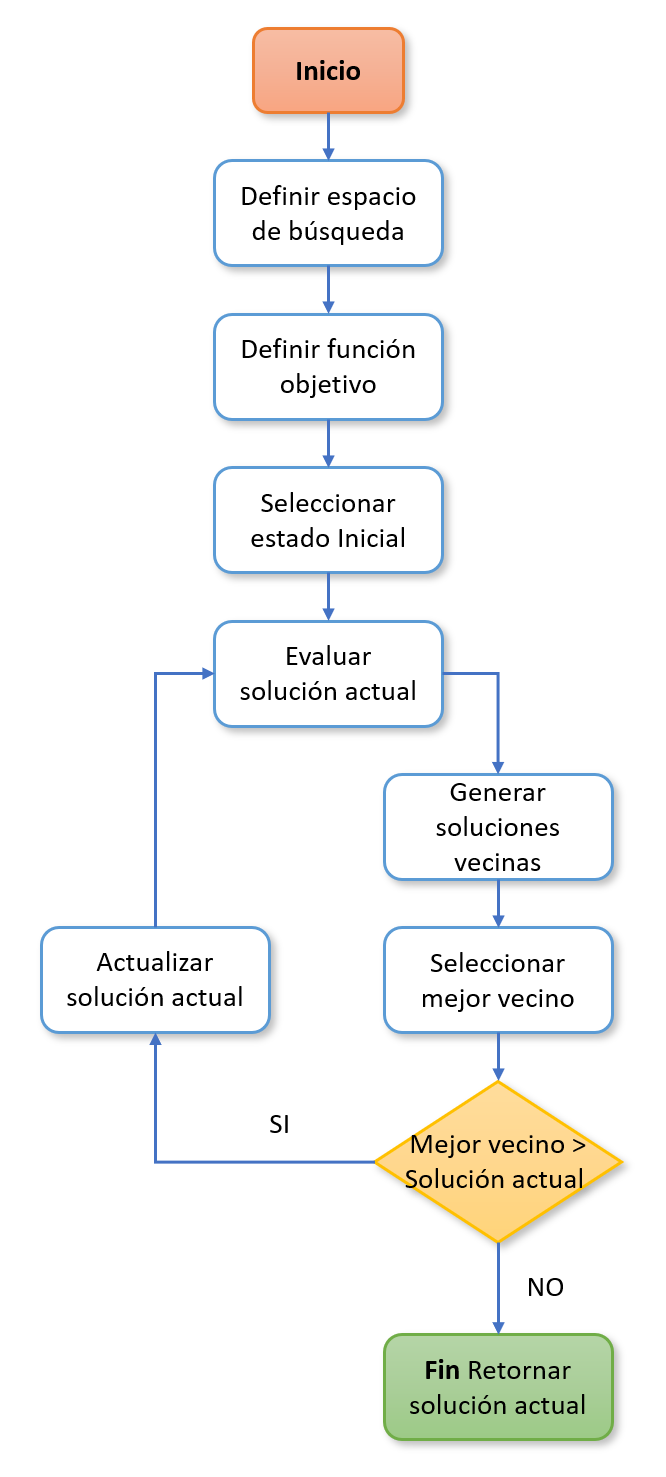 Inicio
Definir espacio
de búsqueda
Definir función
objetivo
Seleccionar
estado Inicial
Evaluar
solución actual
Generar
soluciones
vecinas
Actualizar
solución actual
Seleccionar
mejor vecino
SI
Mejor vecino >
Solución actual
NO
Fin Retornar
solución actual